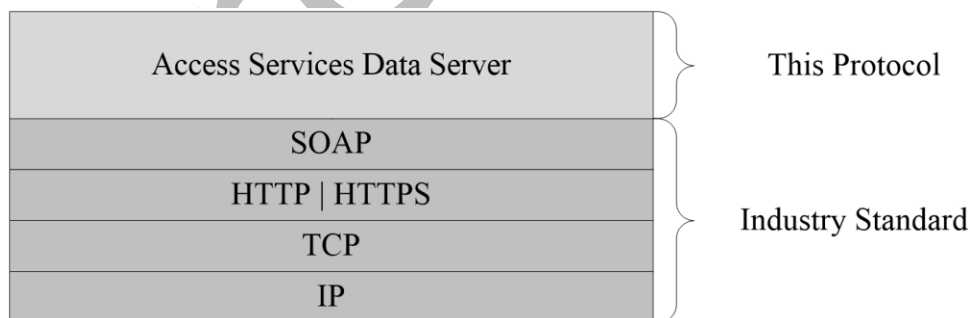 Access Services Data Server
This Protocol
SOAP
HTTP | HTTPS
TCP
IP
Industry Standard